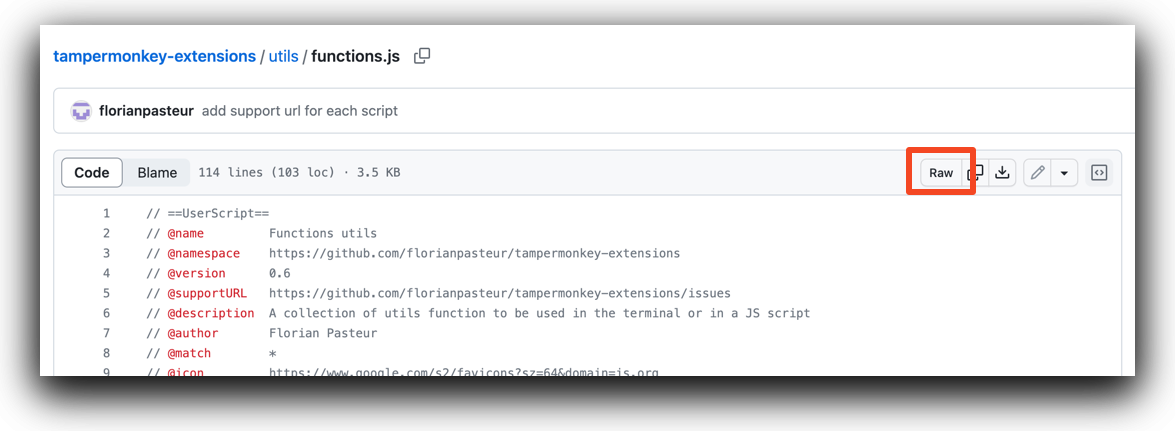 tampermonkey-extensions / utils / functions.js
florianpasteur add support url for each script
Code Blame 114 lines (103 loc) · 3.5 KB Raw
1 // ==UserScript==
2 // @name Functions utils
3 // @namespace https://github.com/florianpasteur/tampermonkey-extensions
4 // @version 0.6
5 // @supportURL https://github.com/florianpasteur/tampermonkey-extensions/issues
6 // @description A collection of utils function to be used in the terminal or in a JS script
7 // @author Florian Pasteur
8 // @match *
9 // @icon https://www.google.com/s2/favicons?sz=64&domain=js.org